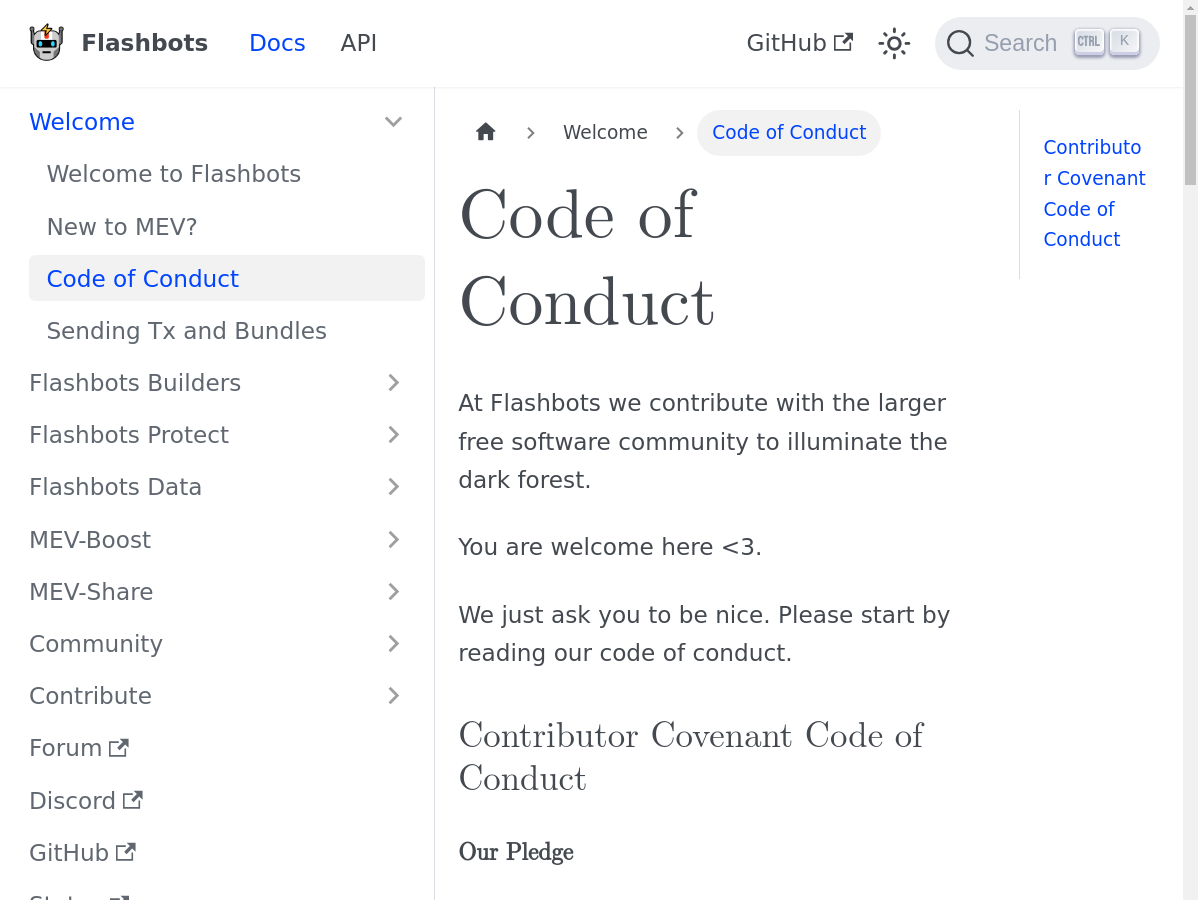 Flashbots
Docs
API
GitHub
Search
CTRL
K
Welcome
Welcome to Flashbots
New to MEV?
Code of Conduct
Sending Tx and Bundles
Flashbots Builders
Flashbots Protect
Flashbots Data
MEV-Boost
MEV-Share
Community
Contribute
Forum
Discord
GitHub
Welcome
Code of Conduct
Code of
Conduct
At Flashbots we contribute with the larger
free software community to illuminate the
dark forest.
You are welcome here <3.
We just ask you to be nice. Please start by
reading our code of conduct.
Contributor Covenant Code of
Conduct
Our Pledge
Contributo
r Covenant
Code of
Conduct